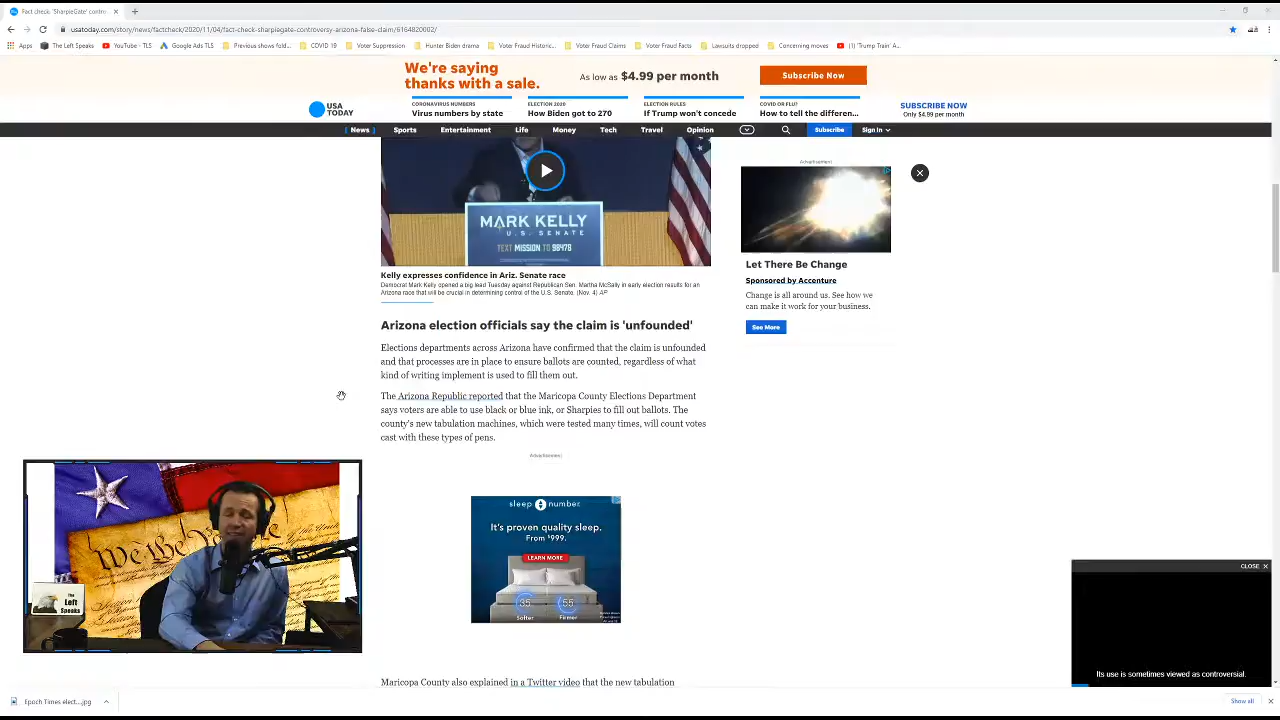 Fact check: 'SharpieGate' contro
usatoday.com/story/news/factcheck/2020/11/04/fact-check-sharpiegate-controversy-arizona-false-claim/6164820002/
Apps
The Left Speaks
YouTube - TLS
Google Ads TLS
Previous shows fold...
COVID 19
Voter Suppression
Hunter Biden drama
Voter Fraud Historic...
Voter Fraud Claims
Voter Fraud Facts
Lawsuits dropped
Concerning moves
(1) 'Trump Train' A...
We're saying
thanks with a sale.
As low as $4.99 per month
Subscribe Now
USA
TODAY
CORONAVIRUS NUMBERS
Virus numbers by state
ELECTION 2020
How Biden got to 270
ELECTION RULES
If Trump won't concede
COVID OR FLU?
How to tell the differen...
SUBSCRIBE NOW
Only $4.99 per month
News
Sports
Entertainment
Life
Money
Tech
Travel
Opinion
Subscribe
Sign In
MARK KELLY
U.S. SENATE
TEXT MISSION TO 98478
Kelly expresses confidence in Ariz. Senate race
Democrat Mark Kelly opened a big lead Tuesday against Republican Sen. Martha McSally in early election results for an
Arizona race that will be crucial in determining control of the U.S. Senate. (Nov. 4) AP
Advertisement
Let There Be Change
Sponsored by Accenture
Change is all around us. See how we
can make it work for your business.
See More
Arizona election officials say the claim is 'unfounded'
Elections departments across Arizona have confirmed that the claim is unfounded
and that processes are in place to ensure ballots are counted, regardless of what
kind of writing implement is used to fill them out.
The Arizona Republic reported that the Maricopa County Elections Department
says voters are able to use black or blue ink, or Sharpies to fill out ballots. The
county's new tabulation machines, which were tested many times, will count votes
cast with these types of pens.
Advertisement
sleep number.
It's proven quality sleep.
From $999.
LEARN MORE
35
Softer
55
Firmer
We the People
The
Left
Speaks
CLOSE
Its use is sometimes viewed as controversial.
Maricopa County also explained in a Twitter video that the new tabulation
Epoch Times elect....jpg
Show all